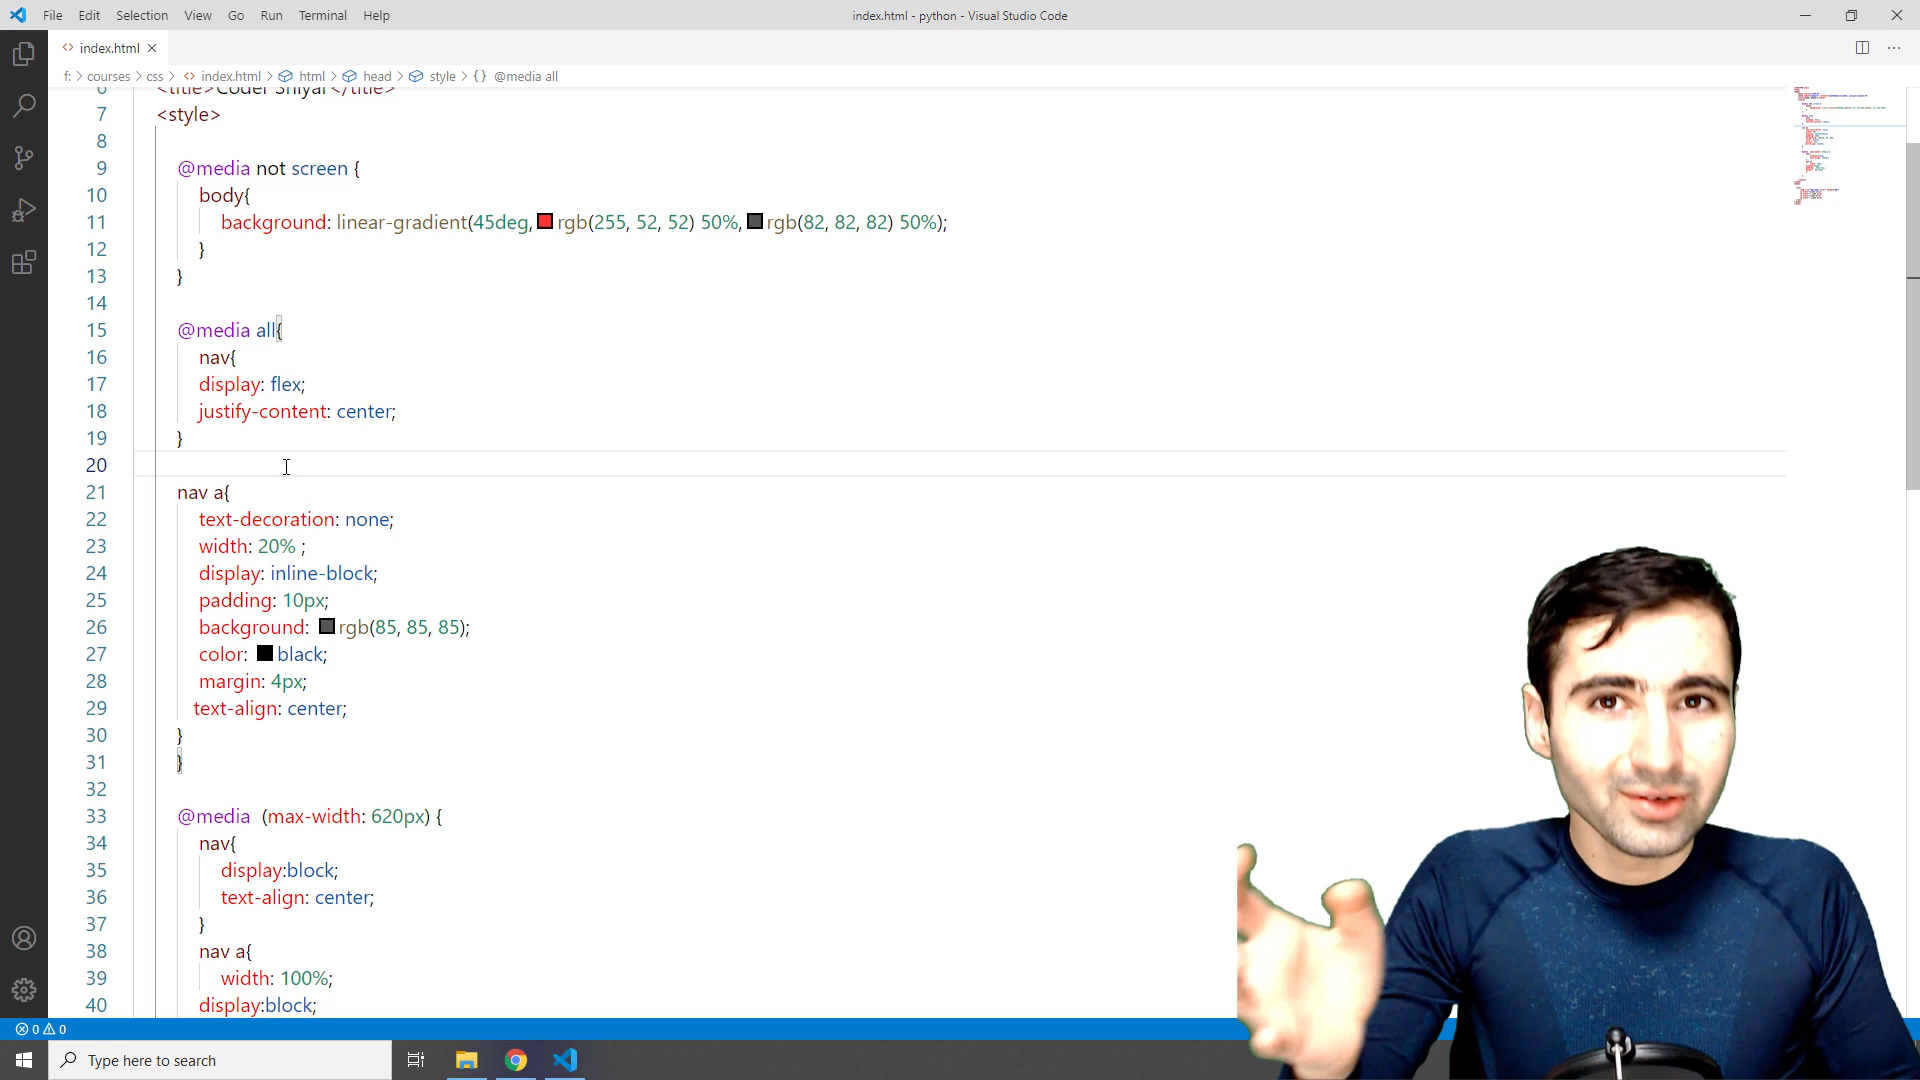 File Edit Selection View Go Run Terminal Help
index.html - python - Visual Studio Code
index.html
f: > courses > css > index.html > html > head > style > {} @media all
6 <title>Coder Shiyar</title>
7 <style>
8
9 @media not screen {
10 body{
11 background: linear-gradient(45deg, rgb(255, 52, 52) 50%, rgb(82, 82, 82) 50%);
12 }
13 }
14
15 @media all{
16 nav{
17 display: flex;
18 justify-content: center;
19 }
20
21 nav a{
22 text-decoration: none;
23 width: 20% ;
24 display: inline-block;
25 padding: 10px;
26 background: rgb(85, 85, 85);
27 color: black;
28 margin: 4px;
29 text-align: center;
30 }
31 }
32
33 @media (max-width: 620px) {
34 nav{
35 display:block;
36 text-align: center;
37 }
38 nav a{
39 width: 100%;
40 display:block;
0 0
Type here to search